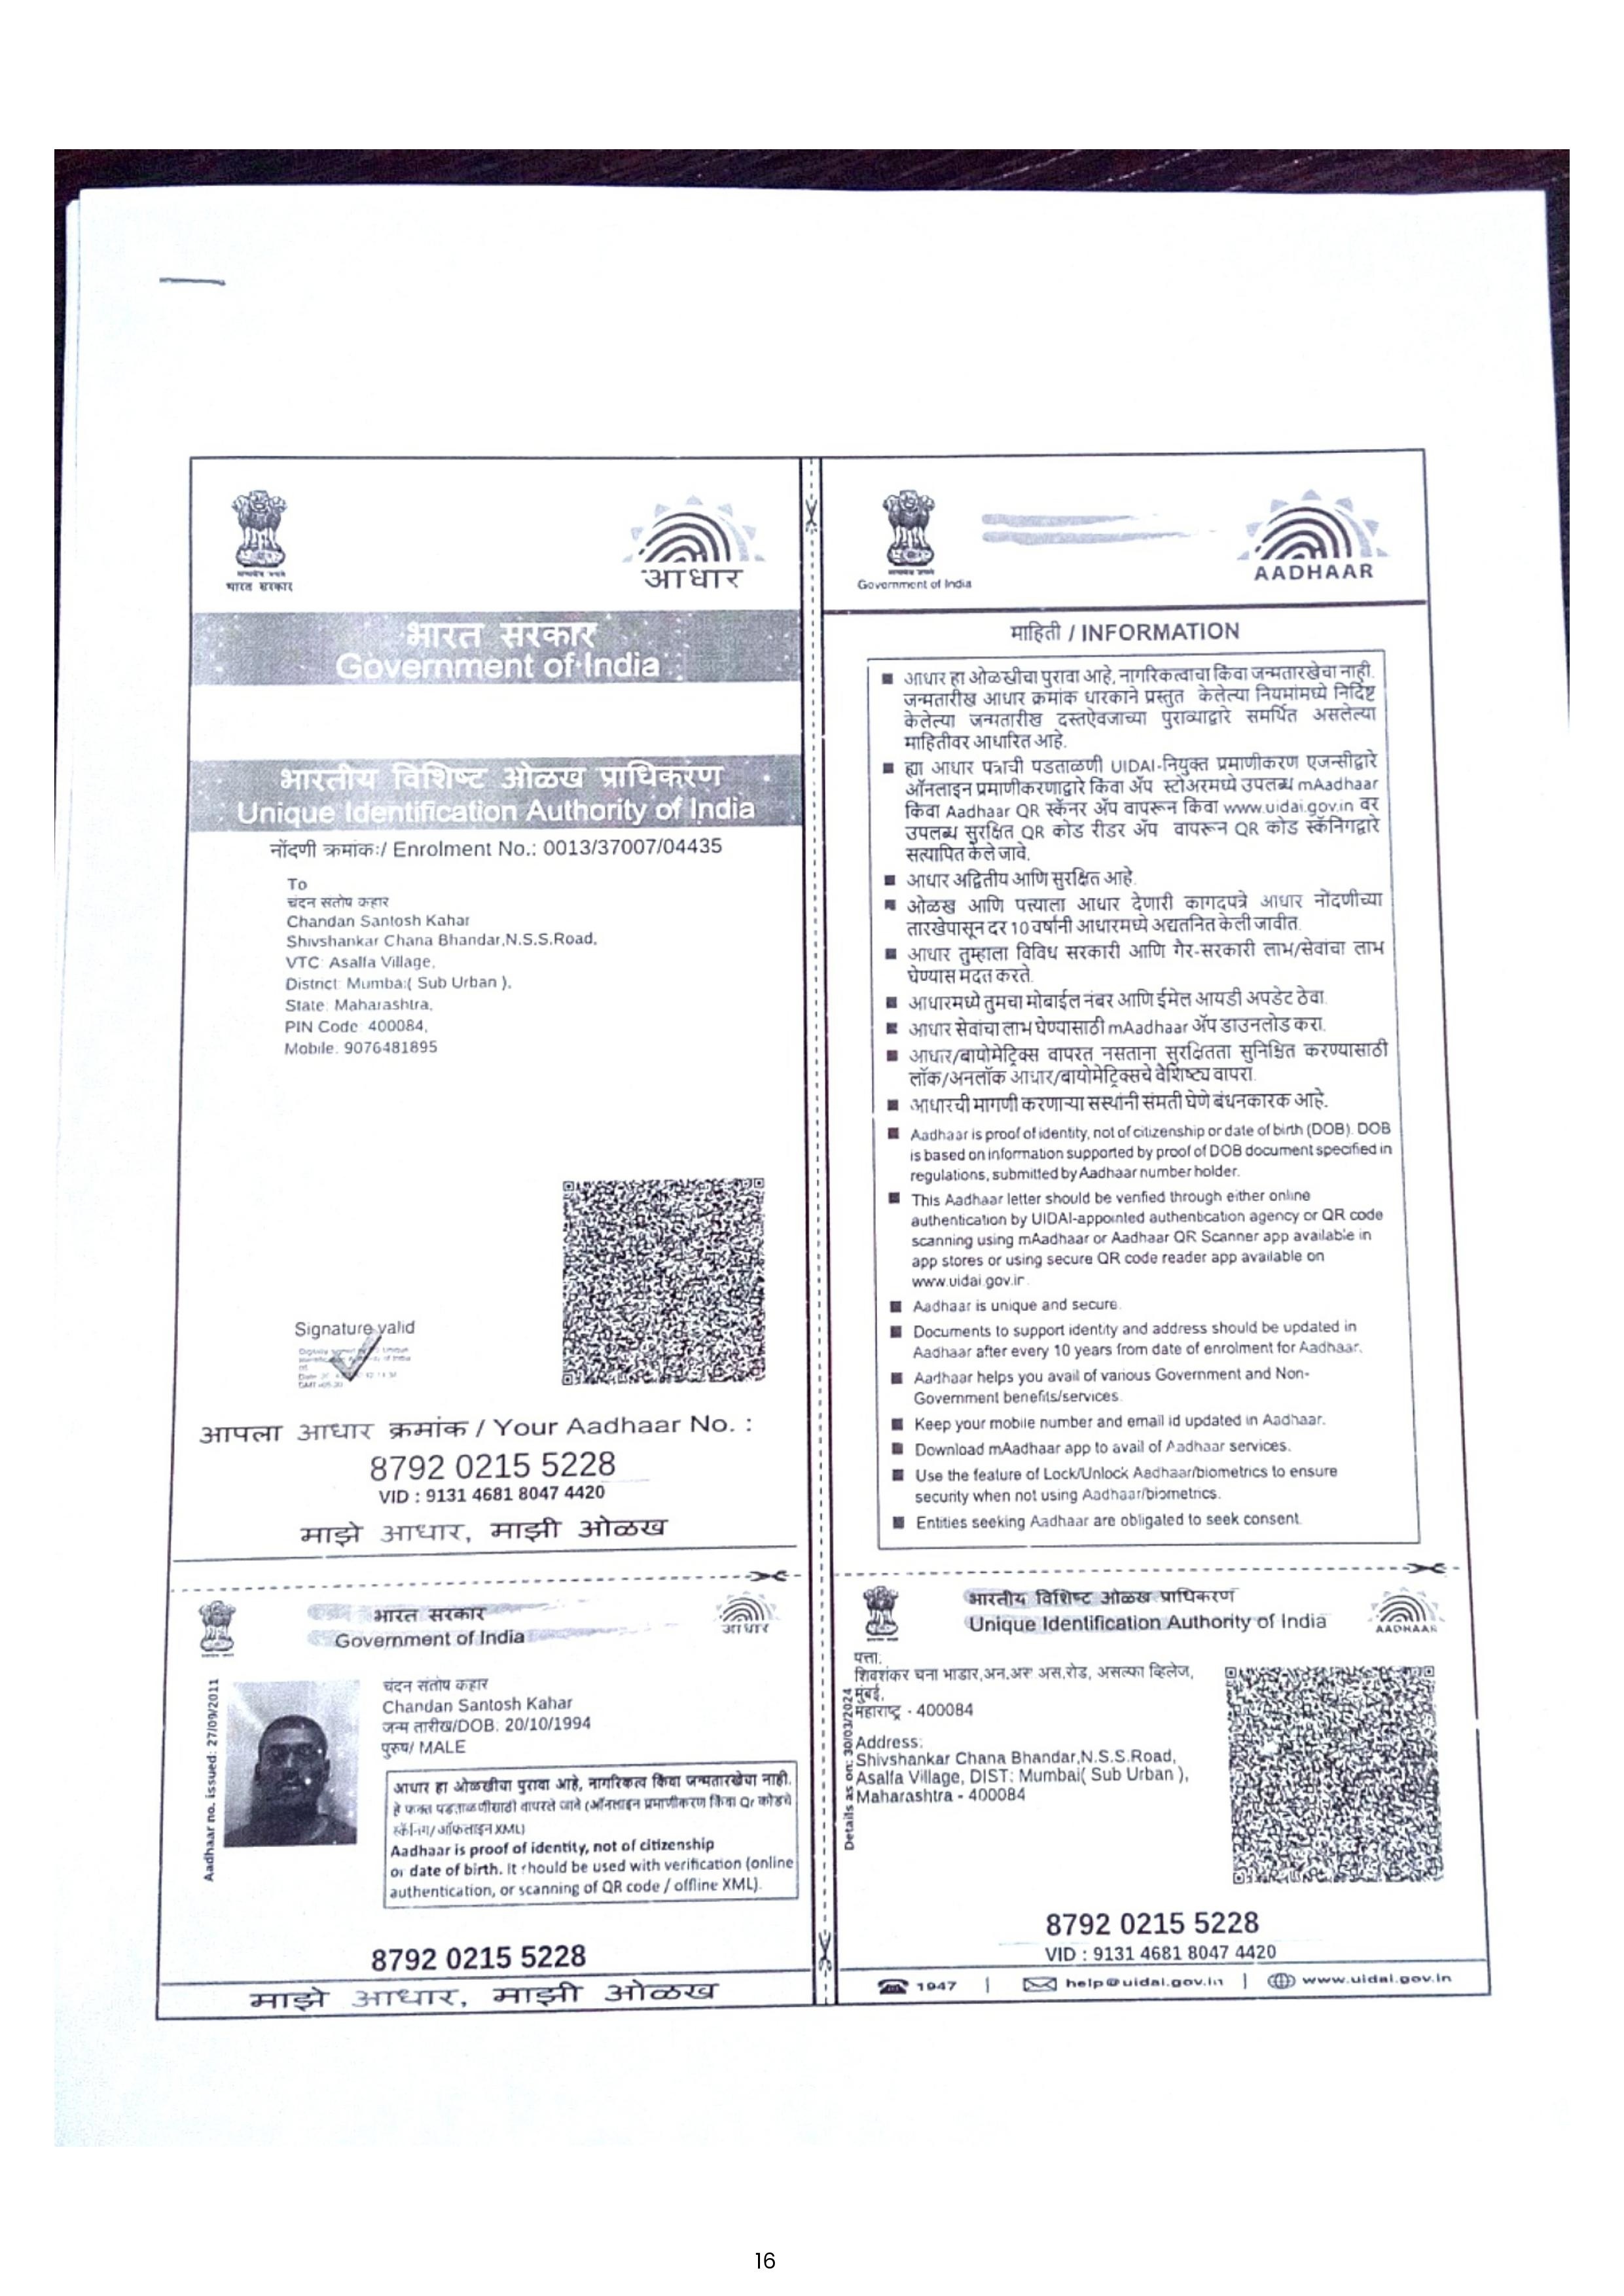 भारत सरकार
आधार
भारत सरकार
Government of India
भारतीय विशिष्ट ओळख प्राधिकरण
Unique Identification Authority of India
नोंदणी क्रमांकः/ Enrolment No.: 0013/37007/04435
To
चंदन संतोष कहार
Chandan Santosh Kahar
Shivshankar Chana Bhandar,N.S.S.Road,
VTC: Asalfa Village,
District: Mumbai( Sub Urban ),
State: Maharashtra,
PIN Code: 400084,
Mobile: 9076481895
Signature valid
आपला आधार क्रमांक / Your Aadhaar No. :
8792 0215 5228
VID : 9131 4681 8047 4420
माझे आधार, माझी ओळख
भारत सरकार
Government of India
आधार
Aadhaar no. issued: 27/09/2011
चंदन संतोष कहार
Chandan Santosh Kahar
जन्म तारीख/DOB: 20/10/1994
पुरुष/ MALE
आधार हा ओळखीचा पुरावा आहे, नागरिकत्व किंवा जन्मतारखेचा नाही.
हे फक्त पडताळणीसाठी वापरले जावे (ऑनलाइन प्रमाणीकरण किंवा Qr कोडचे
स्कॅनिंग/ ऑफलाइन XML)
Aadhaar is proof of identity, not of citizenship
or date of birth. It should be used with verification (online
authentication, or scanning of QR code / offline XML).
8792 0215 5228
माझे आधार, माझी ओळख
Government of India
AADHAAR
माहिती / INFORMATION
■ आधार हा ओळखीचा पुरावा आहे, नागरिकत्वाचा किंवा जन्मतारखेचा नाही.
जन्मतारीख आधार क्रमांक धारकाने प्रस्तुत केलेल्या नियमांमध्ये निर्दिष्ट
केलेल्या जन्मतारीख दस्तऐवजाच्या पुराव्याद्वारे समर्थित असलेल्या
माहितीवर आधारित आहे.
■ ह्या आधार पत्राची पडताळणी UIDAI-नियुक्त प्रमाणीकरण एजन्सीद्वारे
ऑनलाइन प्रमाणीकरणाद्वारे किंवा ॲप स्टोअरमध्ये उपलब्ध mAadhaar
किंवा Aadhaar QR स्कॅनर ॲप वापरून किंवा www.uidai.gov.in वर
उपलब्ध सुरक्षित QR कोड रीडर ॲप वापरून QR कोड स्कॅनिंगद्वारे
सत्यापित केले जावे.
■ आधार अद्वितीय आणि सुरक्षित आहे.
■ ओळख आणि पत्त्याला आधार देणारी कागदपत्रे आधार नोंदणीच्या
तारखेपासून दर 10 वर्षांनी आधारमध्ये अद्यतनित केली जावीत.
■ आधार तुम्हाला विविध सरकारी आणि गैर-सरकारी लाभ/सेवांचा लाभ
घेण्यास मदत करते.
■ आधारमध्ये तुमचा मोबाईल नंबर आणि ईमेल आयडी अपडेट ठेवा.
■ आधार सेवांचा लाभ घेण्यासाठी mAadhaar ॲप डाउनलोड करा.
■ आधार/बायोमेट्रिक्स वापरत नसताना सुरक्षितता सुनिश्चित करण्यासाठी
लॉक/अनलॉक आधार/बायोमेट्रिक्सचे वैशिष्ट्य वापरा.
■ आधारची मागणी करणाऱ्या संस्थांनी संमती घेणे बंधनकारक आहे.
■ Aadhaar is proof of identity, not of citizenship or date of birth (DOB). DOB
is based on information supported by proof of DOB document specified in
regulations, submitted by Aadhaar number holder.
■ This Aadhaar letter should be verified through either online
authentication by UIDAI-appointed authentication agency or QR code
scanning using mAadhaar or Aadhaar QR Scanner app available in
app stores or using secure QR code reader app available on
www.uidai.gov.in.
■ Aadhaar is unique and secure.
■ Documents to support identity and address should be updated in
Aadhaar after every 10 years from date of enrolment for Aadhaar.
■ Aadhaar helps you avail of various Government and Non-
Government benefits/services.
■ Keep your mobile number and email id updated in Aadhaar.
■ Download mAadhaar app to avail of Aadhaar services.
■ Use the feature of Lock/Unlock Aadhaar/biometrics to ensure
security when not using Aadhaar/biometrics.
■ Entities seeking Aadhaar are obligated to seek consent.
भारतीय विशिष्ट ओळख प्राधिकरण
Unique Identification Authority of India
AADHAAR
Details as on: 30/03/2024
पत्ता:
शिवशंकर चना भांडार,अन.अस अस.रोड, असल्फा व्हिलेज,
मुंबई,
महाराष्ट्र - 400084
Address:
Shivshankar Chana Bhandar,N.S.S.Road,
Asalfa Village, DIST: Mumbai( Sub Urban ),
Maharashtra - 400084
8792 0215 5228
VID : 9131 4681 8047 4420
1947 | help@uidai.gov.in | www.uidai.gov.in
16